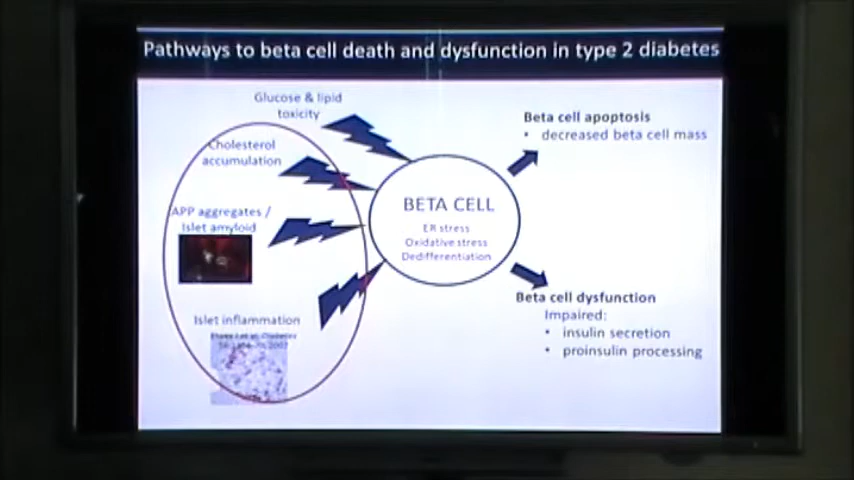 Pathways to beta cell death and dysfunction in type 2 diabetes
Glucose & lipid
toxicity
Cholesterol
accumulation
APP aggregates /
Islet amyloid
Islet inflammation
2007
BETA CELL
ER stress
Oxidative stress
Dedifferentiation
Beta cell apoptosis
• decreased beta cell mass
Beta cell dysfunction
Impaired:
• insulin secretion
• proinsulin processing